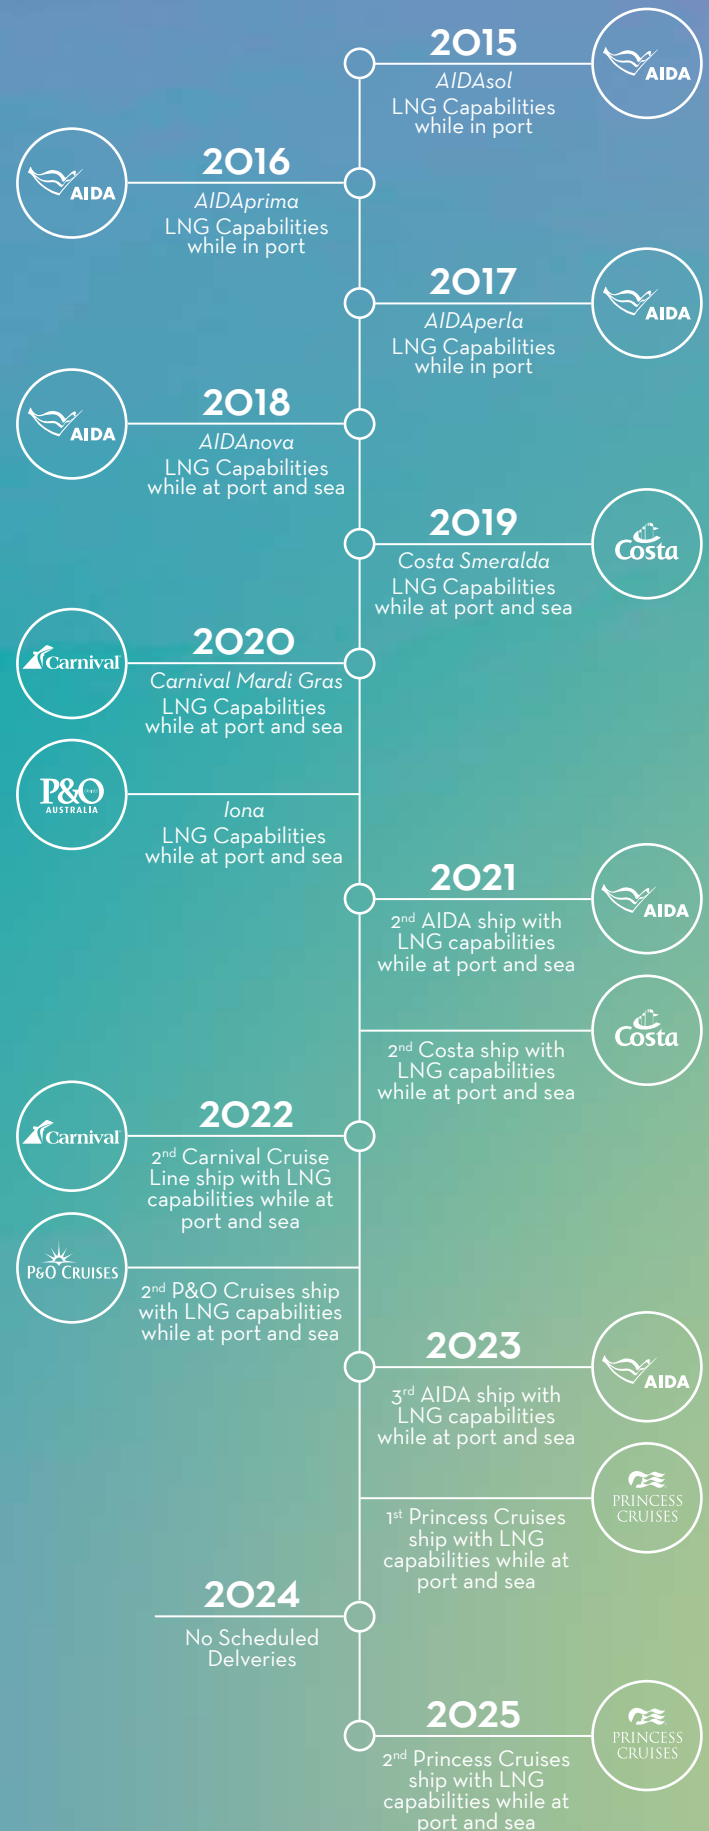 2015
AIDAsol
LNG Capabilities
while in port
AIDA
2016
AIDA
AIDAprima
LNG Capabilities
while in port
2017
AIDAperla
LNG Capabilities
while in port
AIDA
2018
AIDA
AIDAnova
LNG Capabilities
while at port and sea
2019
Costa Smeralda
LNG Capabilities
while at port and sea
Costa
2020
Carnival
Carnival Mardi Gras
LNG Capabilities
while at port and sea
P&O
AUSTRALIA
Iona
LNG Capabilities
while at port and sea
2021
2nd AIDA ship with
LNG capabilities
while at port and sea
AIDA
2nd Costa ship with
LNG capabilities
while at port and sea
Costa
2022
Carnival
2nd Carnival Cruise
Line ship with LNG
capabilities while at
port and sea
P&O CRUISES
2nd P&O Cruises ship
with LNG capabilities
while at port and sea
2023
3rd AIDA ship with
LNG capabilities
while at port and sea
AIDA
1st Princess Cruises
ship with LNG
capabilities while at
port and sea
PRINCESS
CRUISES
2024
No Scheduled
Delveries
2025
2nd Princess Cruises
ship with LNG
capabilities while at
port and sea
PRINCESS
CRUISES